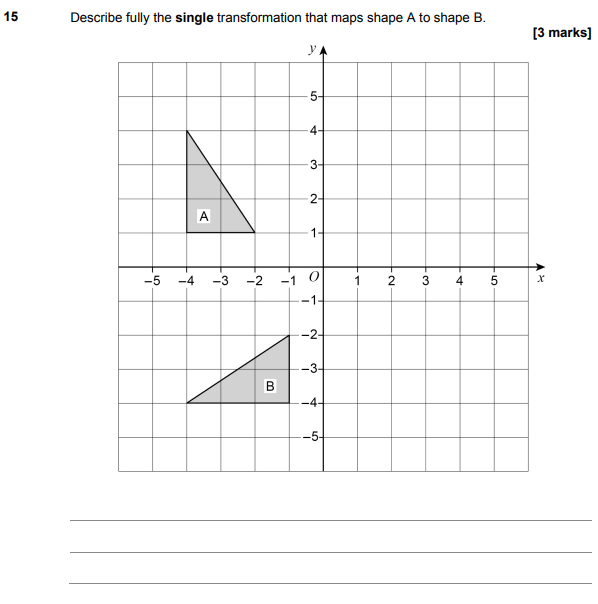 15 Describe fully the single transformation that maps shape A to shape B.
[3 marks]
y
5
4
3
2
A
1
–5 –4 –3 –2 –1 O 1 2 3 4 5 x
–1
–2
–3
B
–4
–5